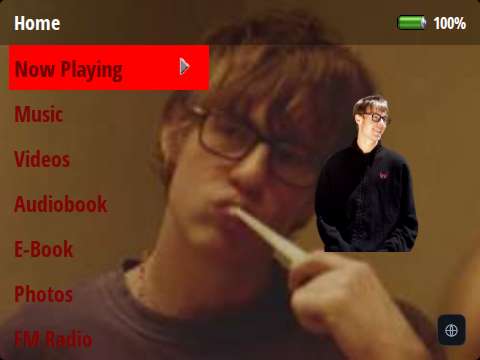 Home
100%
Now Playing
Music
Videos
Audiobook
E-Book
Photos
FM Radio